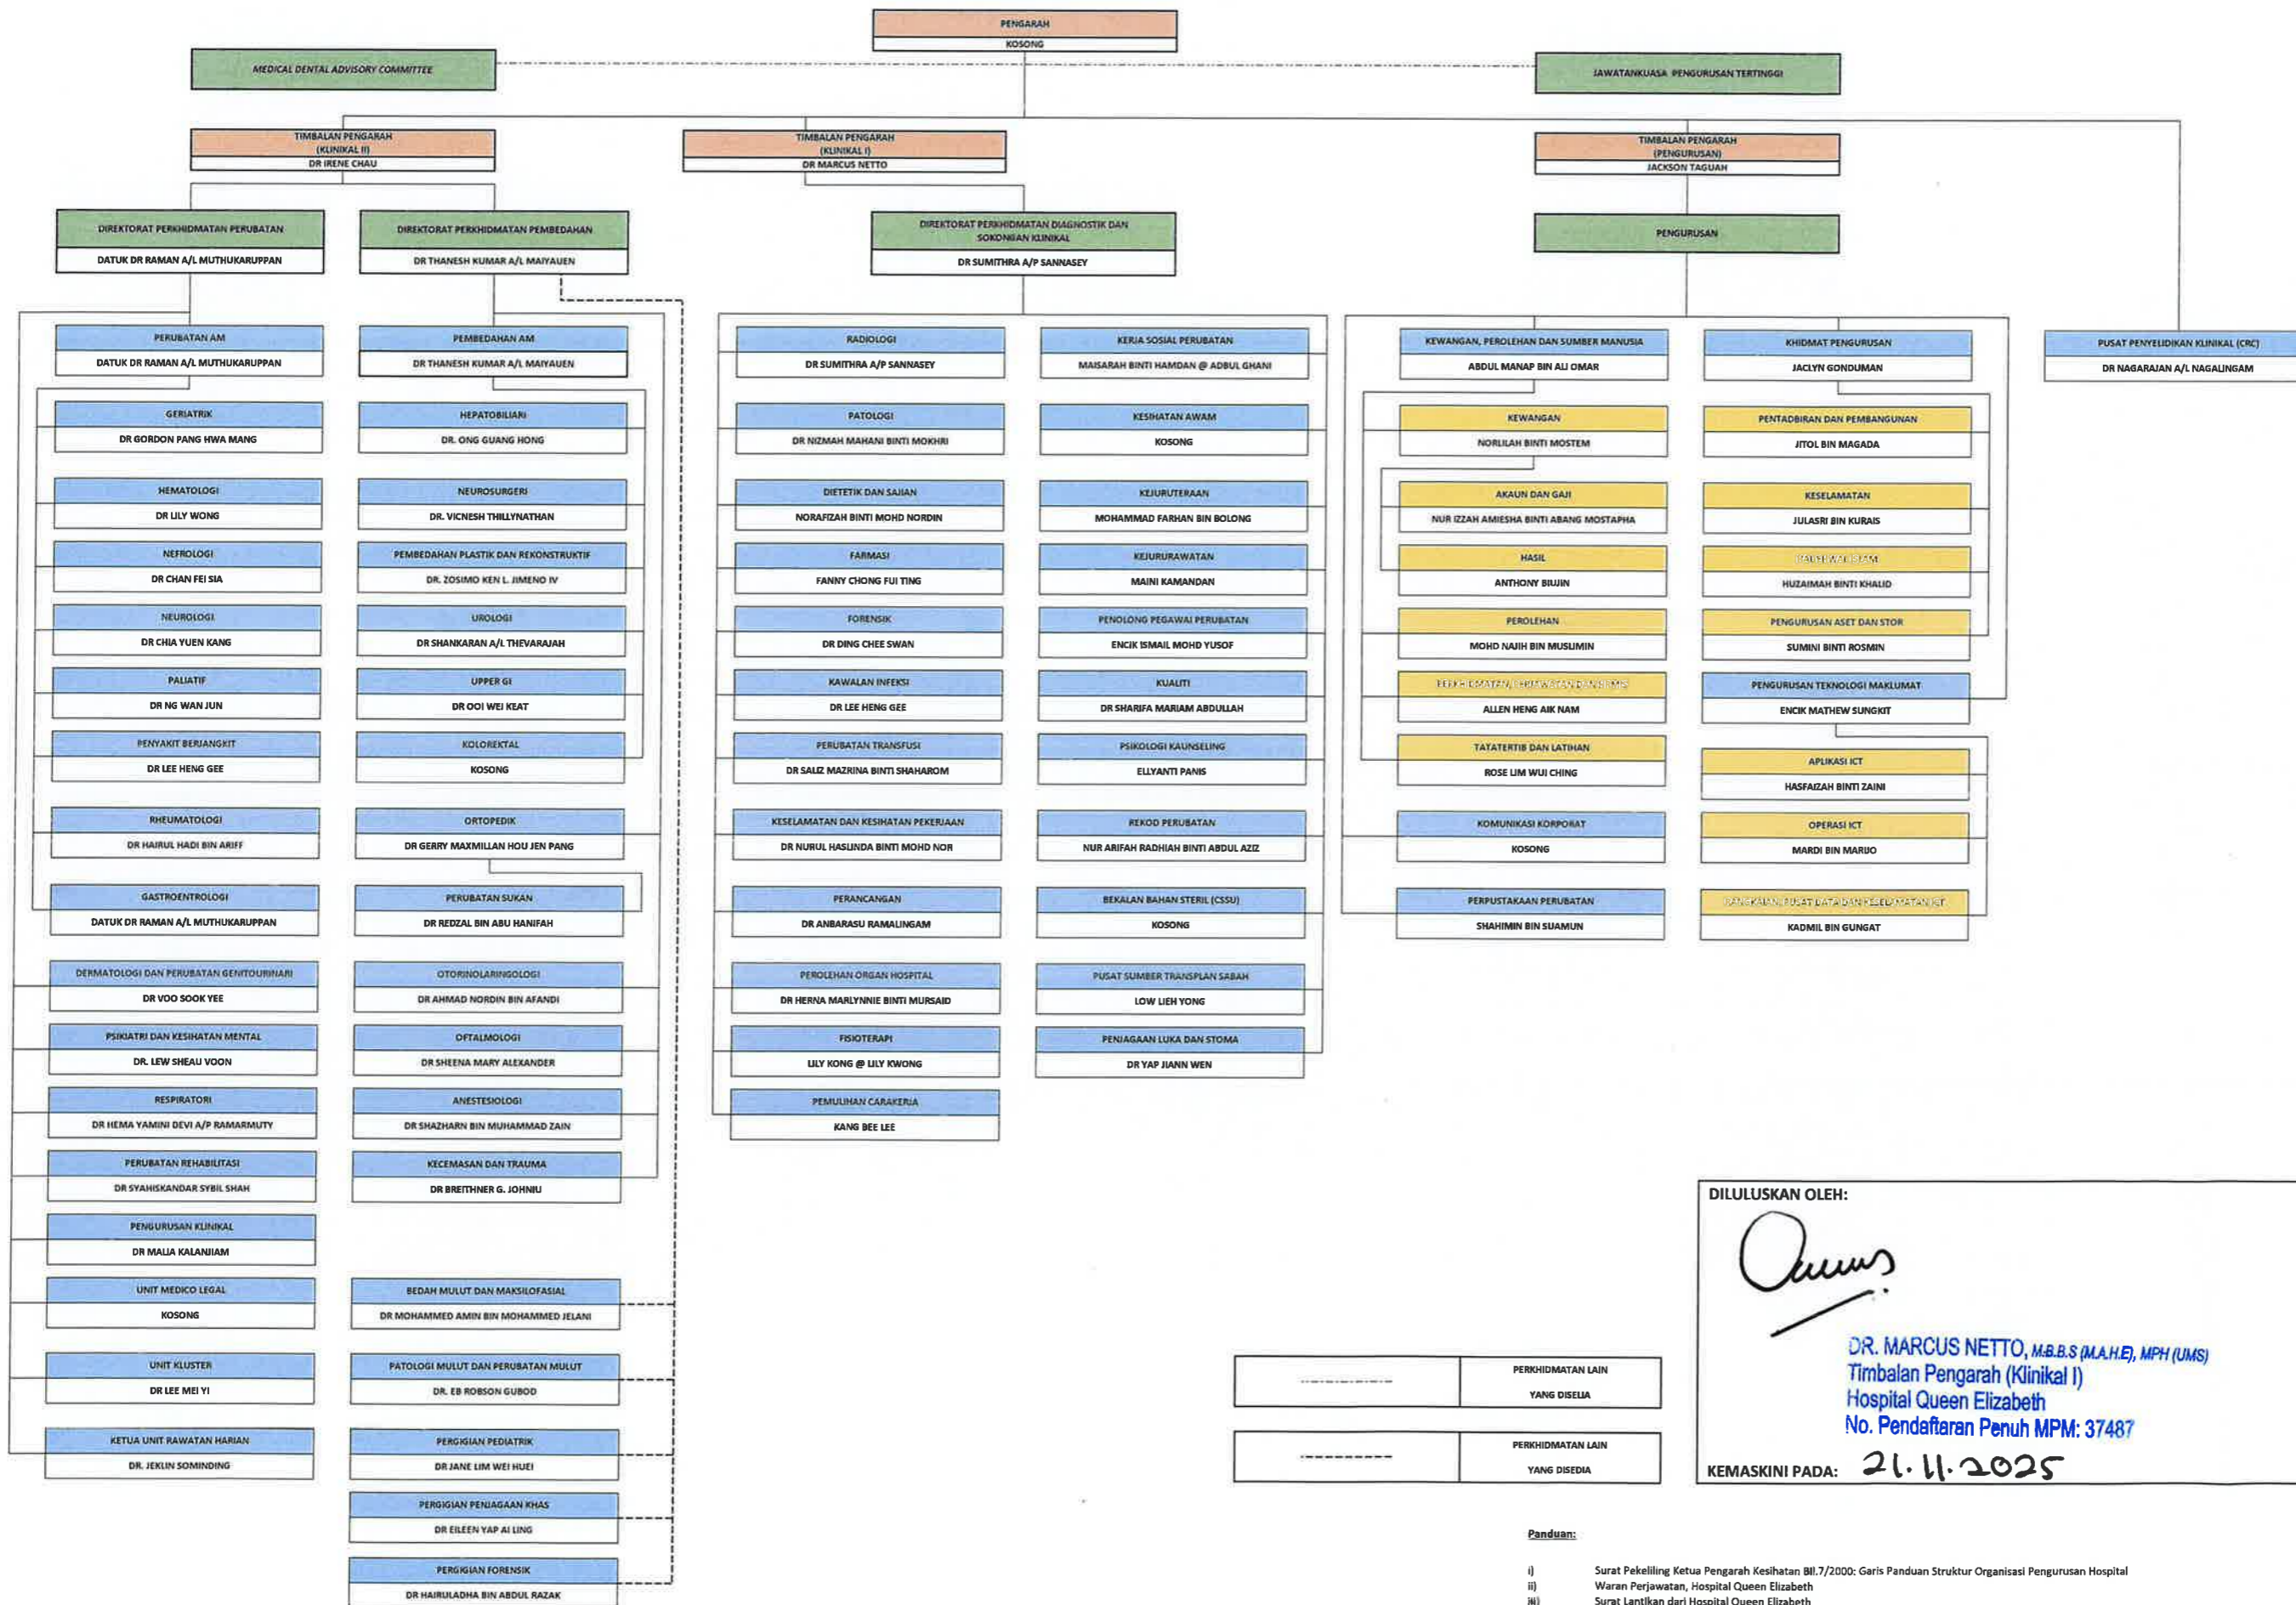 PENGARAH
KOSONG
MEDICAL DENTAL ADVISORY COMMITTEE
JAWATANKUASA PENGURUSAN TERTINGGI
TIMBALAN PENGARAH
(KLINIKAL II)
DR IRENE CHAU
TIMBALAN PENGARAH
(KLINIKAL I)
DR MARCUS NETTO
TIMBALAN PENGARAH
(PENGURUSAN)
JACKSON TAGUAH
DIREKTORAT PERKHIDMATAN PERUBATAN
DATUK DR RAMAN A/L MUTHUKARUPPAN
DIREKTORAT PERKHIDMATAN PEMBEDAHAN
DR THANESH KUMAR A/L MAIYAUEN
DIREKTORAT PERKHIDMATAN DIAGNOSTIK DAN
SOKONGAN KLINIKAL
DR SUMITHRA A/P SANNASEY
PENGURUSAN
PERUBATAN AM
DATUK DR RAMAN A/L MUTHUKARUPPAN
GERIATRIK
DR GORDON PANG HWA MANG
HEMATOLOGI
DR LILY WONG
NEFROLOGI
DR CHAN FEI SIA
NEUROLOGI
DR CHIA YUEN KANG
PALIATIF
DR NG WAN JUN
PENYAKIT BERJANGKIT
DR LEE HENG GEE
RHEUMATOLOGI
DR HAIRUL HADI BIN ARIFF
GASTROENTROLOGI
DATUK DR RAMAN A/L MUTHUKARUPPAN
DERMATOLOGI DAN PERUBATAN GENITOURINARI
DR VOO SOOK YEE
PSIKIATRI DAN KESIHATAN MENTAL
DR. LEW SHEAU VOON
RESPIRATORI
DR HEMA YAMINI DEVI A/P RAMARMUTY
PERUBATAN REHABILITASI
DR SYAHISKANDAR SYBIL SHAH
PENGURUSAN KLINIKAL
DR MALIA KALANJIAM
UNIT MEDICO LEGAL
KOSONG
UNIT KLUSTER
DR LEE MEI YI
KETUA UNIT RAWATAN HARIAN
DR. JEKLIN SOMINDING
PEMBEDAHAN AM
DR THANESH KUMAR A/L MAIYAUEN
HEPATOBILIARI
DR. ONG GUANG HONG
NEUROSURGERI
DR. VICNESH THILLYNATHAN
PEMBEDAHAN PLASTIK DAN REKONSTRUKTIF
DR. ZOSIMO KEN L. JIMENO IV
UROLOGI
DR SHANKARAN A/L THEVARAJAH
UPPER GI
DR OOI WEI KEAT
KOLOREKTAL
KOSONG
ORTOPEDIK
DR GERRY MAXMILLAN HOU JEN PANG
PERUBATAN SUKAN
DR REDZAL BIN ABU HANIFAH
OTORINOLARINGOLOGI
DR AHMAD NORDIN BIN AFANDI
OFTALMOLOGI
DR SHEENA MARY ALEXANDER
ANESTESIOLOGI
DR SHAZHARN BIN MUHAMMAD ZAIN
KECEMASAN DAN TRAUMA
DR BREITHNER G. JOHNIU
BEDAH MULUT DAN MAKSILOFASIAL
DR MOHAMMED AMIN BIN MOHAMMED JELANI
PATOLOGI MULUT DAN PERUBATAN MULUT
DR. EB ROBSON GUBOD
PERGIGIAN PEDIATRIK
DR JANE LIM WEI HUEI
PERGIGIAN PENJAGAAN KHAS
DR EILEEN YAP AI LING
PERGIGIAN FORENSIK
DR HAIRULADHA BIN ABDUL RAZAK
RADIOLOGI
DR SUMITHRA A/P SANNASEY
PATOLOGI
DR NIZMAH MAHANI BINTI MOKHRI
DIETETIK DAN SAJIAN
NORAFIZAH BINTI MOHD NORDIN
FARMASI
FANNY CHONG FUI TING
FORENSIK
DR DING CHEE SWAN
KAWALAN INFEKSI
DR LEE HENG GEE
PERUBATAN TRANSFUSI
DR SALIZ MAZRINA BINTI SHAHAROM
KESELAMATAN DAN KESIHATAN PEKERJAAN
DR NURUL HASLINDA BINTI MOHD NOR
PERANCANGAN
DR ANBARASU RAMALINGAM
PEROLEHAN ORGAN HOSPITAL
DR HERNA MARLYNNIE BINTI MURSAID
FISIOTERAPI
LILY KONG @ LILY KWONG
PEMULIHAN CARAKERJA
KANG BEE LEE
KERJA SOSIAL PERUBATAN
MAISARAH BINTI HAMDAN @ ADBUL GHANI
KESIHATAN AWAM
KOSONG
KEJURUTERAAN
MOHAMMAD FARHAN BIN BOLONG
KEJURURAWATAN
MAINI KAMANDAN
PENOLONG PEGAWAI PERUBATAN
ENCIK ISMAIL MOHD YUSOF
KUALITI
DR SHARIFA MARIAM ABDULLAH
PSIKOLOGI KAUNSELING
ELLYANTI PANIS
REKOD PERUBATAN
NUR ARIFAH RADHIAH BINTI ABDUL AZIZ
BEKALAN BAHAN STERIL (CSSU)
KOSONG
PUSAT SUMBER TRANSPLAN SABAH
LOW LIEH YONG
PENJAGAAN LUKA DAN STOMA
DR YAP JIANN WEN
KEWANGAN, PEROLEHAN DAN SUMBER MANUSIA
ABDUL MANAP BIN ALI OMAR
KEWANGAN
NORLILAH BINTI MOSTEM
AKAUN DAN GAJI
NUR IZZAH AMIESHA BINTI ABANG MOSTAPHA
HASIL
ANTHONY BIUJIN
PEROLEHAN
MOHD NAJIH BIN MUSLIMIN
ALLEN HENG AIK NAM
TATATERTIB DAN LATIHAN
ROSE LIM WUI CHING
KOMUNIKASI KORPORAT
KOSONG
PERPUSTAKAAN PERUBATAN
SHAHIMIN BIN SUAMUN
KHIDMAT PENGURUSAN
JACLYN GONDUMAN
PENTADBIRAN DAN PEMBANGUNAN
JITOL BIN MAGADA
KESELAMATAN
JULASRI BIN KURAIS
HUZAIMAH BINTI KHALID
PENGURUSAN ASET DAN STOR
SUMINI BINTI ROSMIN
PENGURUSAN TEKNOLOGI MAKLUMAT
ENCIK MATHEW SUNGKIT
APLIKASI ICT
HASFAIZAH BINTI ZAINI
OPERASI ICT
MARDI BIN MARIJO
RANGKAIAN, PUSAT DATA DAN KESELAMATAN ICT
KADMIL BIN GUNGAT
PUSAT PENYELIDIKAN KLINIKAL (CRC)
DR NAGARAJAN A/L NAGALINGAM
PERKHIDMATAN LAIN
YANG DISELIA
PERKHIDMATAN LAIN
YANG DISEDIA
DILULUSKAN OLEH:
DR. MARCUS NETTO, M.B.B.S (M.A.H.E), MPH (UMS)
Timbalan Pengarah (Klinikal I)
Hospital Queen Elizabeth
No. Pendaftaran Penuh MPM: 37487
KEMASKINI PADA: 21.11.2025
Panduan:
i) Surat Pekeliling Ketua Pengarah Kesihatan Bil.7/2000: Garis Panduan Struktur Organisasi Pengurusan Hospital
ii) Waran Perjawatan, Hospital Queen Elizabeth
iii) Surat Lantikan dari Hospital Queen Elizabeth